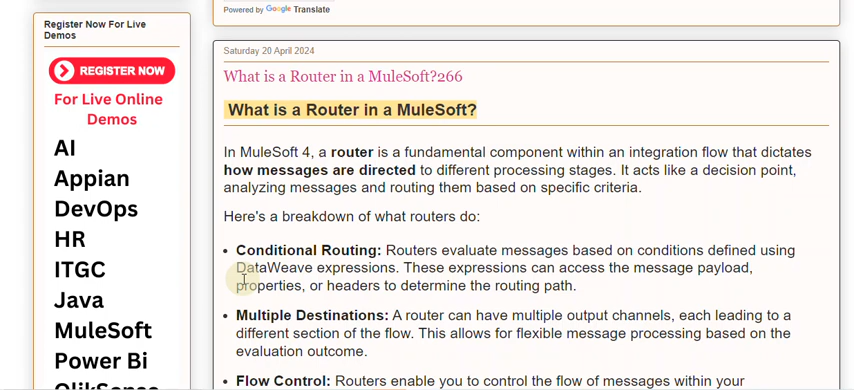 Powered by Google Translate
Register Now For Live
Demos
REGISTER NOW
For Live Online
Demos
AI
Appian
DevOps
HR
ITGC
Java
MuleSoft
Power Bi
QlikSense
Saturday 20 April 2024
What is a Router in a MuleSoft?266
What is a Router in a MuleSoft?
In MuleSoft 4, a router is a fundamental component within an integration flow that dictates
how messages are directed to different processing stages. It acts like a decision point,
analyzing messages and routing them based on specific criteria.
Here's a breakdown of what routers do:
• Conditional Routing: Routers evaluate messages based on conditions defined using
DataWeave expressions. These expressions can access the message payload,
properties, or headers to determine the routing path.
• Multiple Destinations: A router can have multiple output channels, each leading to a
different section of the flow. This allows for flexible message processing based on the
evaluation outcome.
• Flow Control: Routers enable you to control the flow of messages within your